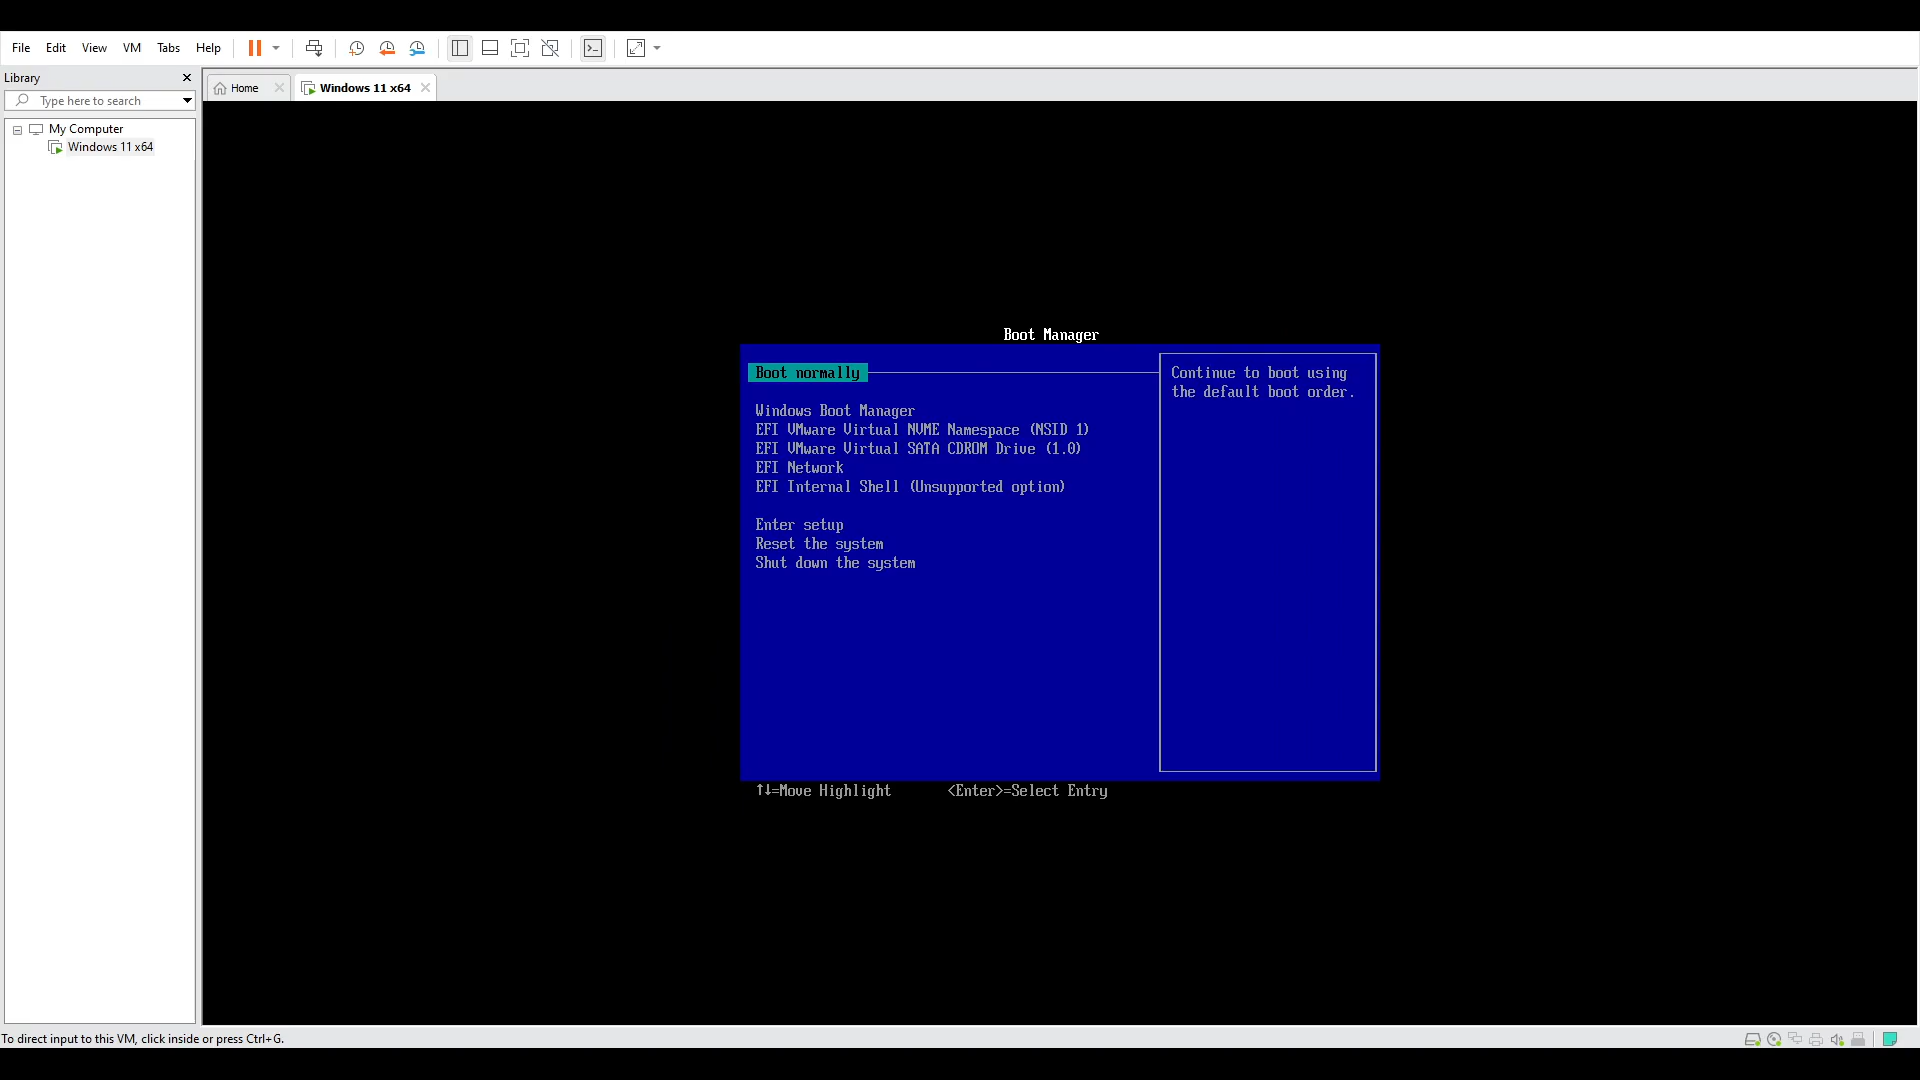 File Edit View VM Tabs Help
Library
Home Windows 11 x64
Type here to search
My Computer
Windows 11 x64
Boot Manager
Boot normally
Windows Boot Manager
EFI VMware Virtual NVME Namespace (NSID 1)
EFI VMware Virtual SATA CDROM Drive (1.0)
EFI Network
EFI Internal Shell (Unsupported option)
Enter setup
Reset the system
Shut down the system
Continue to boot using
the default boot order.
↑↓=Move Highlight <Enter>=Select Entry
To direct input to this VM, click inside or press Ctrl+G.